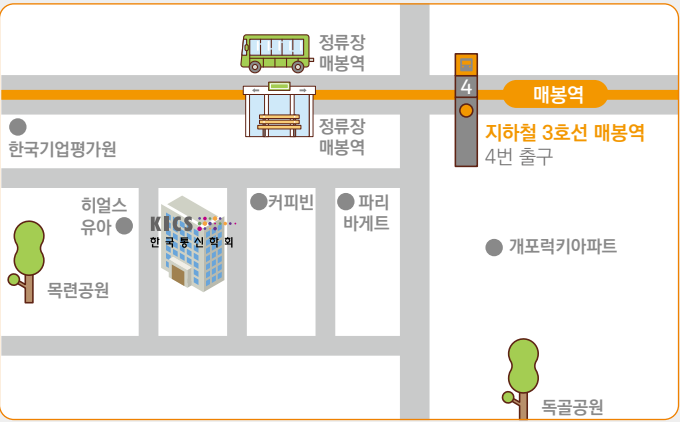 정류장
매봉역
4
매봉역
정류장
매봉역
지하철 3호선 매봉역
4번 출구
한국기업평가원
히얼스
유아
KICS
한국통신학회
커피빈
파리
바게트
개포럭키아파트
목련공원
독골공원